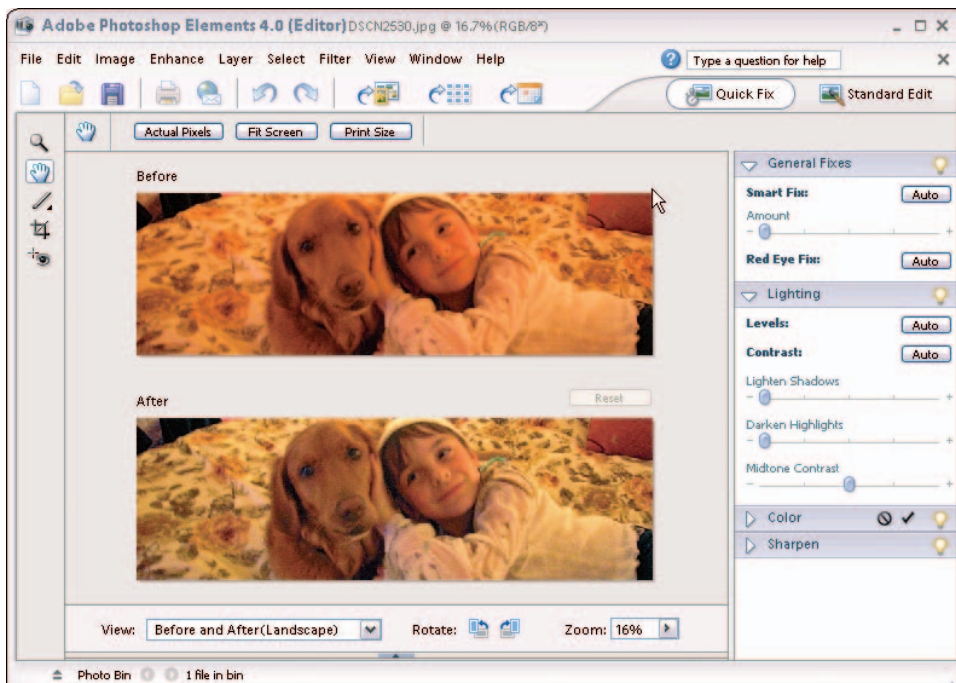 Adobe Photoshop Elements 4.0 (Editor) DSCN2530.jpg @ 16.7%(RGB/8*)
File Edit Image Enhance Layer Select Filter View Window Help
Type a question for help
Quick Fix
Standard Edit
Actual Pixels
Fit Screen
Print Size
Before
After
Reset
General Fixes
Smart Fix: Auto
Amount
- +
Red Eye Fix: Auto
Lighting
Levels: Auto
Contrast: Auto
Lighten Shadows
- +
Darken Highlights
- +
Midtone Contrast
- +
Color
Sharpen
View: Before and After(Landscape)
Rotate:
Zoom: 16%
Photo Bin 1 file in bin